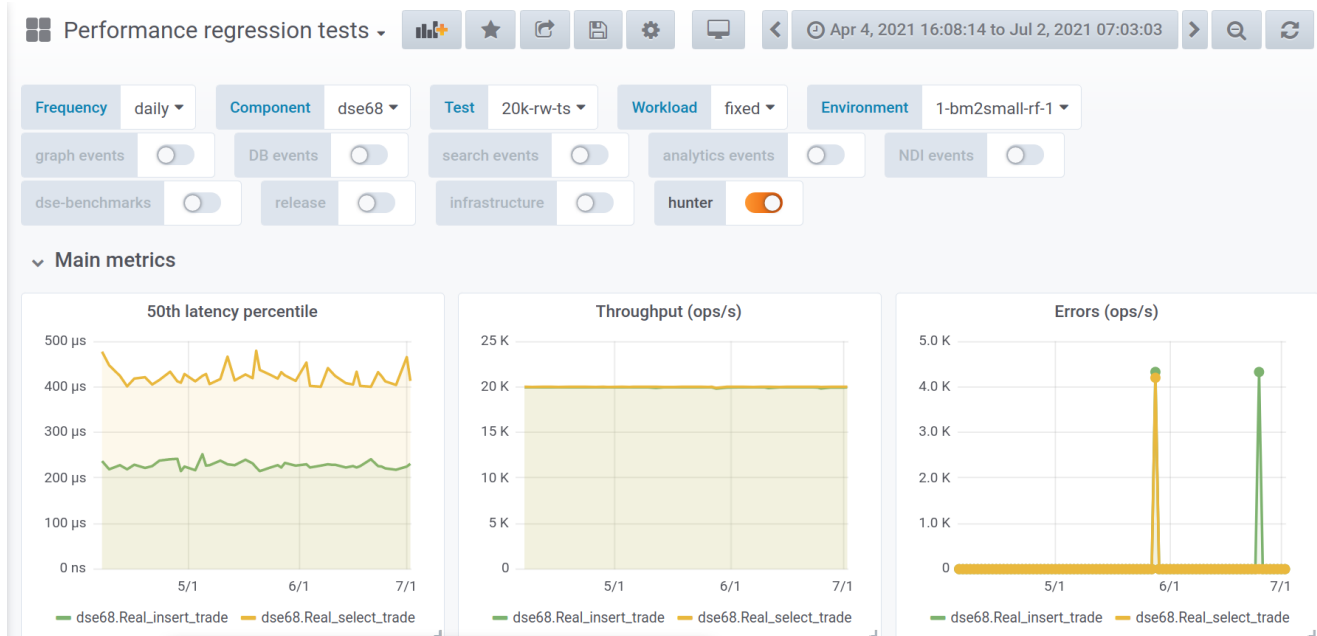 Performance regression tests
Apr 4, 2021 16:08:14 to Jul 2, 2021 07:03:03
Frequency daily Component dse68 Test 20k-rw-ts Workload fixed Environment 1-bm2small-rf-1
graph events DB events search events analytics events NDI events
dse-benchmarks release infrastructure hunter
Main metrics
50th latency percentile
500 µs
400 µs
300 µs
200 µs
100 µs
0 ns
5/1 6/1 7/1
dse68.Real_insert_trade dse68.Real_select_trade
Throughput (ops/s)
25 K
20 K
15 K
10 K
5 K
0
5/1 6/1 7/1
dse68.Real_insert_trade dse68.Real_select_trade
Errors (ops/s)
5.0 K
4.0 K
3.0 K
2.0 K
1.0 K
0
5/1 6/1 7/1
dse68.Real_insert_trade dse68.Real_select_trade